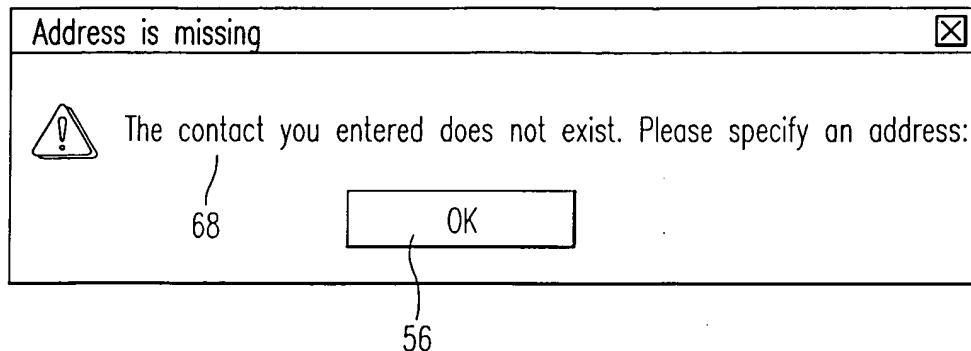 Address is missing
The contact you entered does not exist. Please specify an address:
68
OK
56